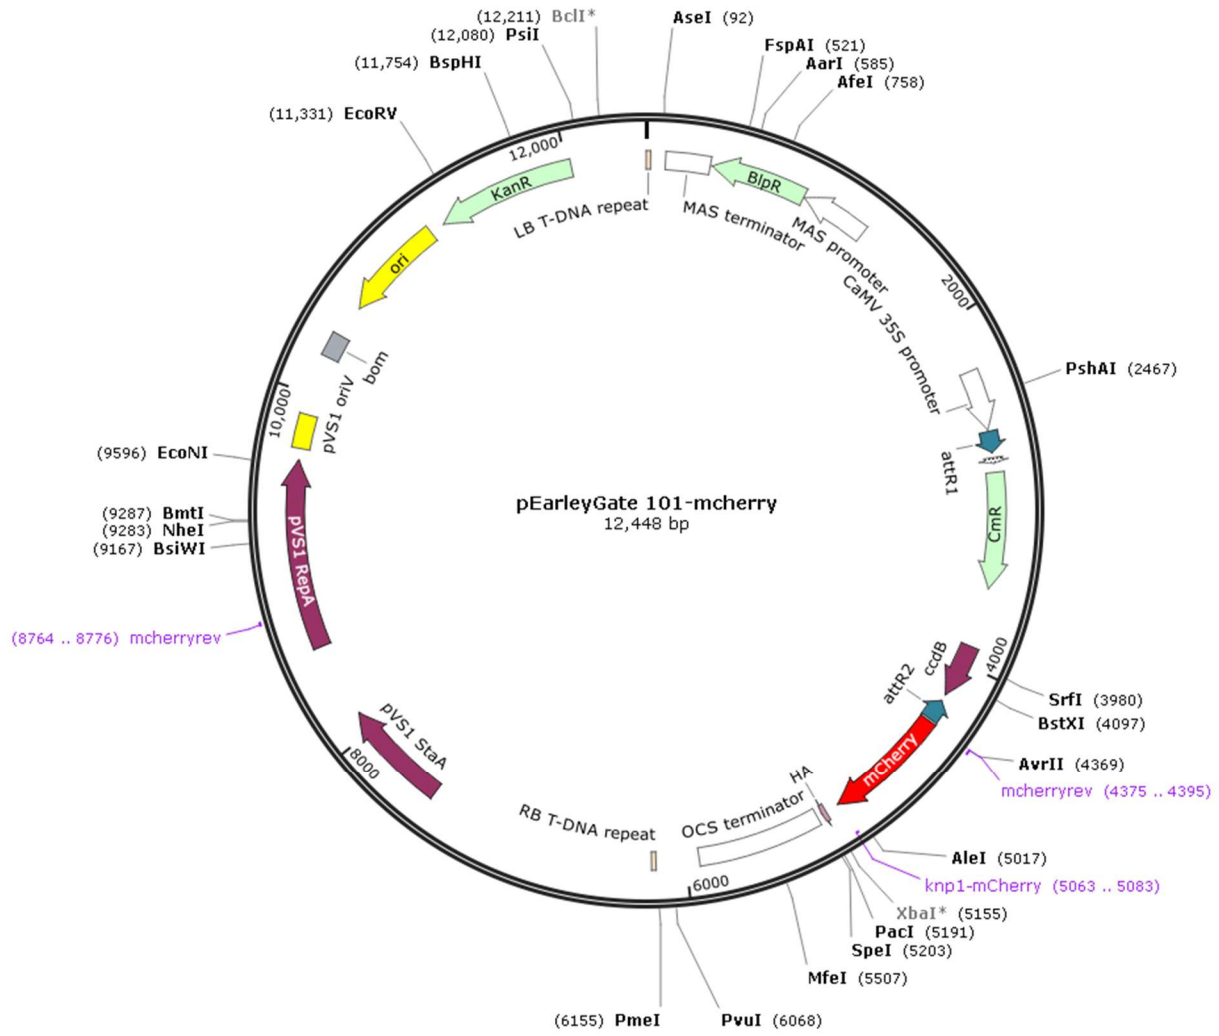 (12,211) BclI*
(12,080) PsiI
(11,754) BspHI
(11,331) EcoRV
AseI (92)
FspAI (521)
AarI (585)
AfeI (758)
12,000
KanR
LB T-DNA repeat
BlpR
MAS terminator
MAS promoter
2000
CaMV 35S promoter
PshAI (2467)
ori
bom
10,000
pVS1 oriV
attR1
(9596) EcoNI
(9287) BmtI
(9283) NheI
(9167) BsiWI
pEarleyGate 101-mcherry
12,448 bp
CmR
pVS1 RepA
(8764 .. 8776) mcherryrev
ccdB
4000
attR2
SrfI (3980)
BstXI (4097)
AvrII (4369)
mcherryrev (4375 .. 4395)
mCherry
pVS1 StaA
8000
HA
RB T-DNA repeat
OCS terminator
6000
AleI (5017)
knp1-mCherry (5063 .. 5083)
XbaI* (5155)
PacI (5191)
SpeI (5203)
MfeI (5507)
(6155) PmeI
PvuI (6068)